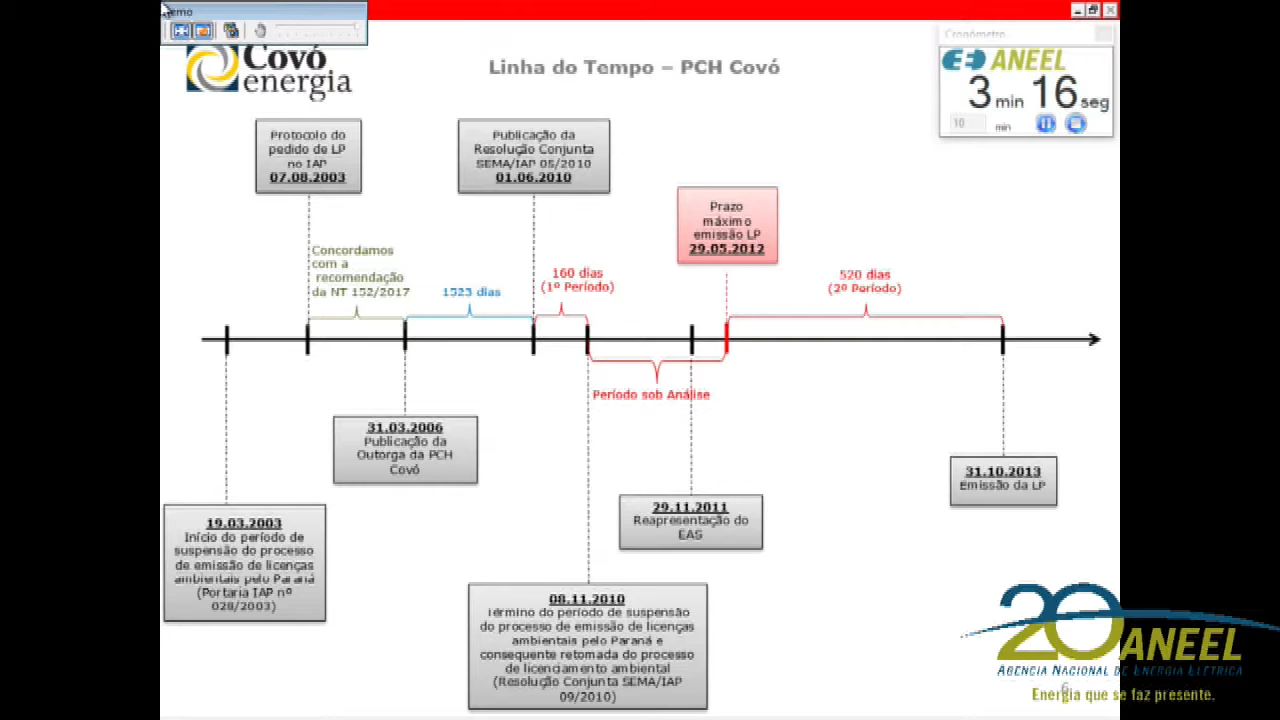 Covó
energia
Linha do Tempo – PCH Covó
Cronômetro
ANEEL
3 min 16 seg
10 min
Protocolo do
pedido de LP
no IAP
07.08.2003
Publicação da
Resolução Conjunta
SEMA/IAP 05/2010
01.06.2010
Prazo
máximo
emissão LP
29.05.2012
Concordamos
com a
recomendação
da NT 152/2017
1523 dias
160 dias
(1º Período)
520 dias
(2º Período)
Período sob Análise
31.03.2006
Publicação da
Outorga da PCH
Covó
31.10.2013
Emissão da LP
29.11.2011
Reapresentação do
EAS
19.03.2003
Início do período de
suspensão do processo
de emissão de licenças
ambientais pelo Paraná
(Portaria IAP nº
028/2003)
08.11.2010
Término do período de suspensão
do processo de emissão de licenças
ambientais pelo Paraná e
consequente retomada do processo
de licenciamento ambiental
(Resolução Conjunta SEMA/IAP
09/2010)
20 ANEEL
AGÊNCIA NACIONAL DE ENERGIA ELÉTRICA
6
Energia que se faz presente.